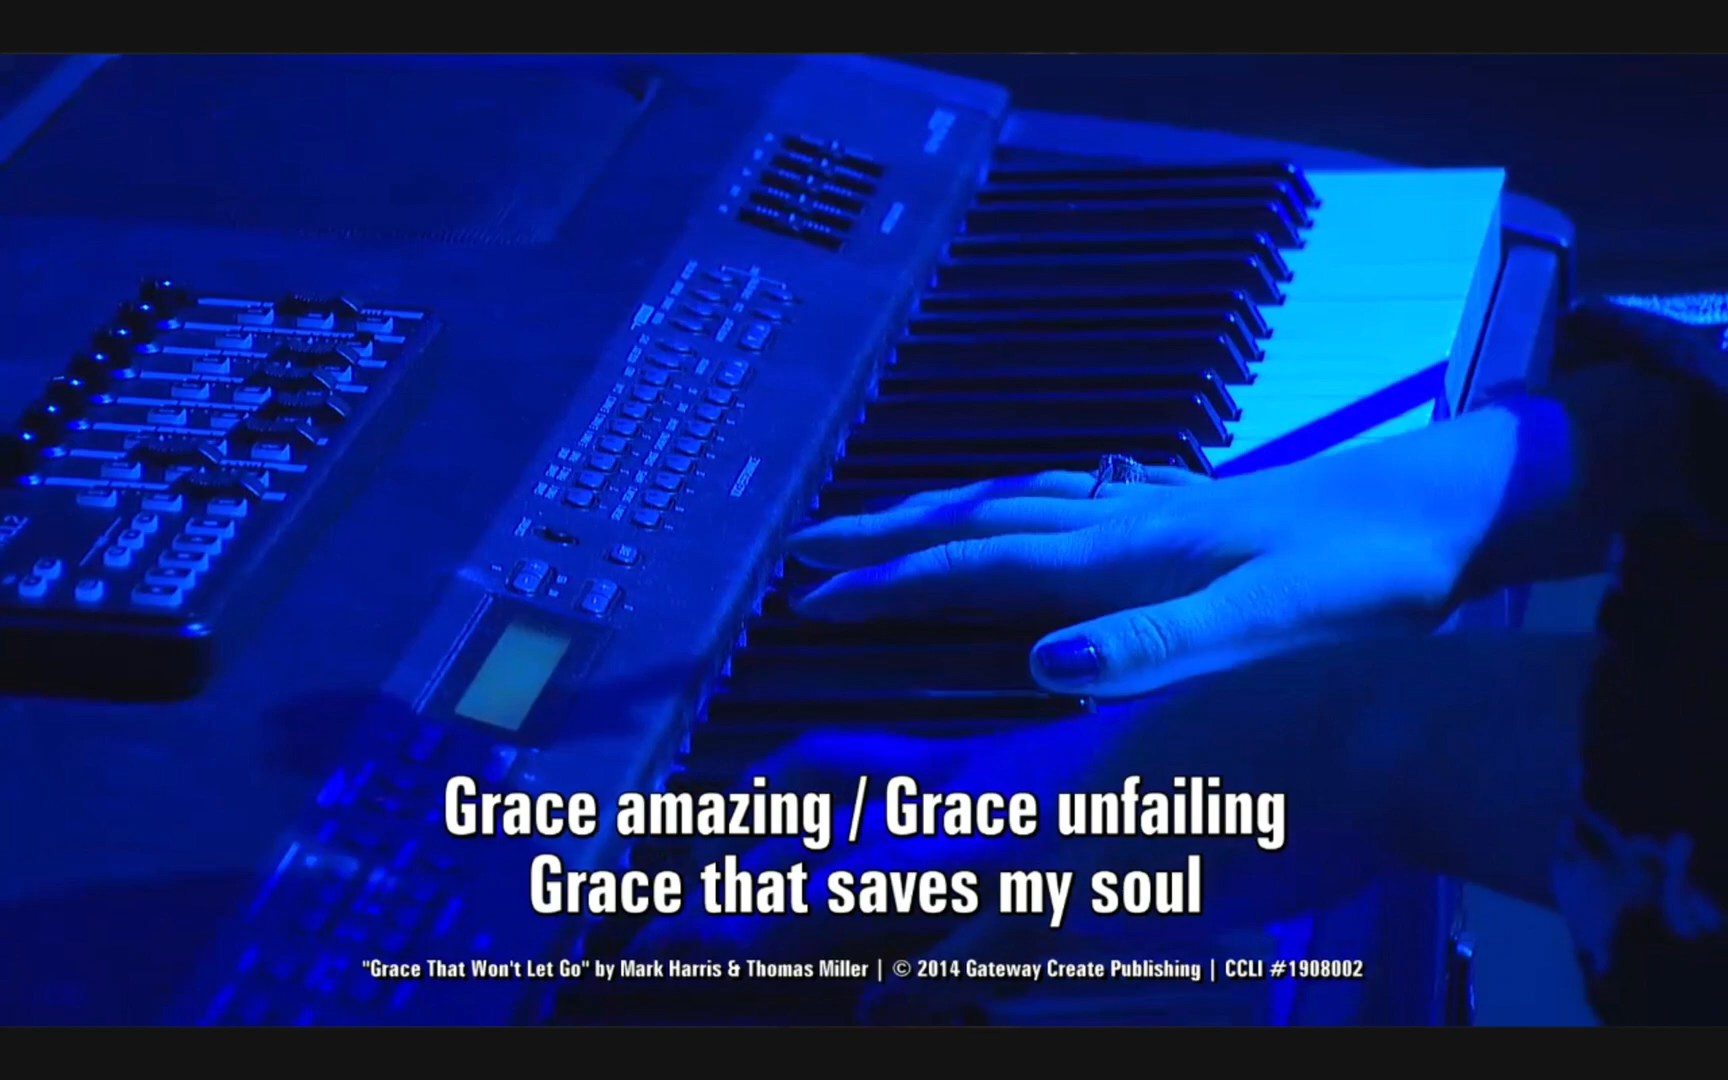 Grace amazing / Grace unfailing
Grace that saves my soul
"Grace That Won't Let Go" by Mark Harris & Thomas Miller | © 2014 Gateway Create Publishing | CCLI #1908002